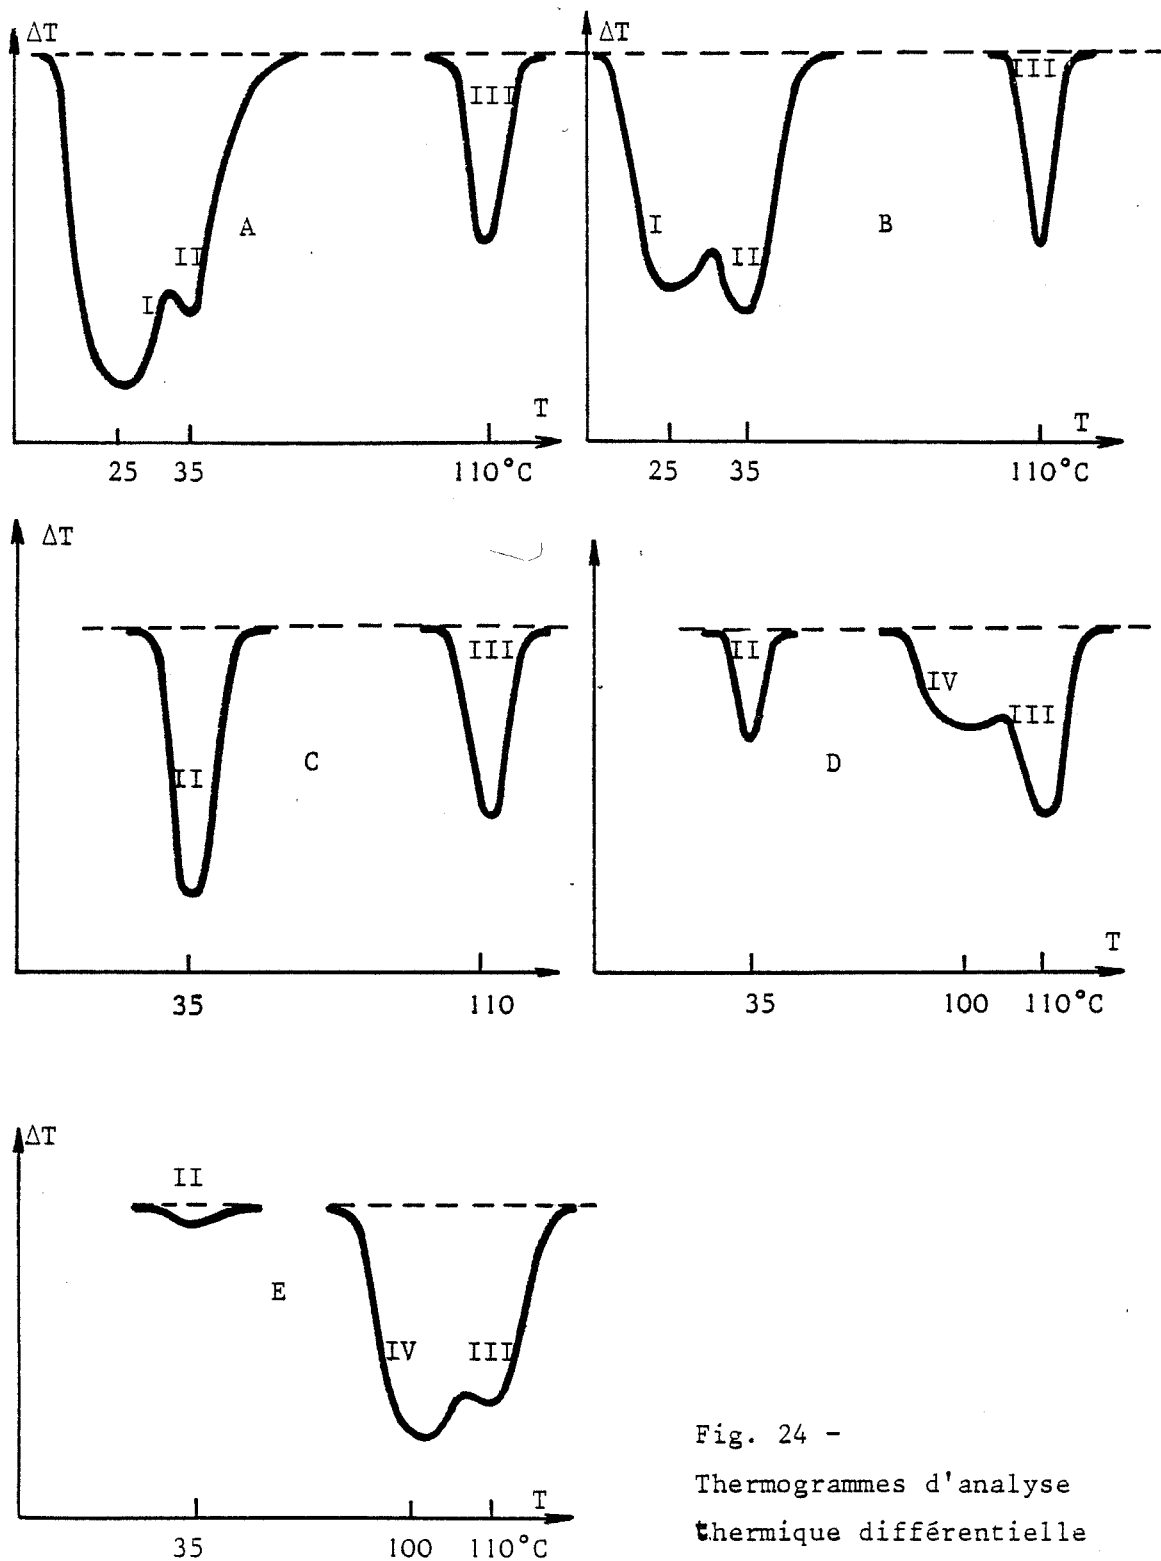 ΔT
ΔT
III
III
I
A
B
II
II
I
T
T
25 35 110°C
25 35 110°C
ΔT
III
II
IV
III
C
D
II
T
35 110
35 100 110°C
ΔT
II
E
IV III
T
35 100 110°C
Fig. 24 -
Thermogrammes d'analyse
thermique différentielle